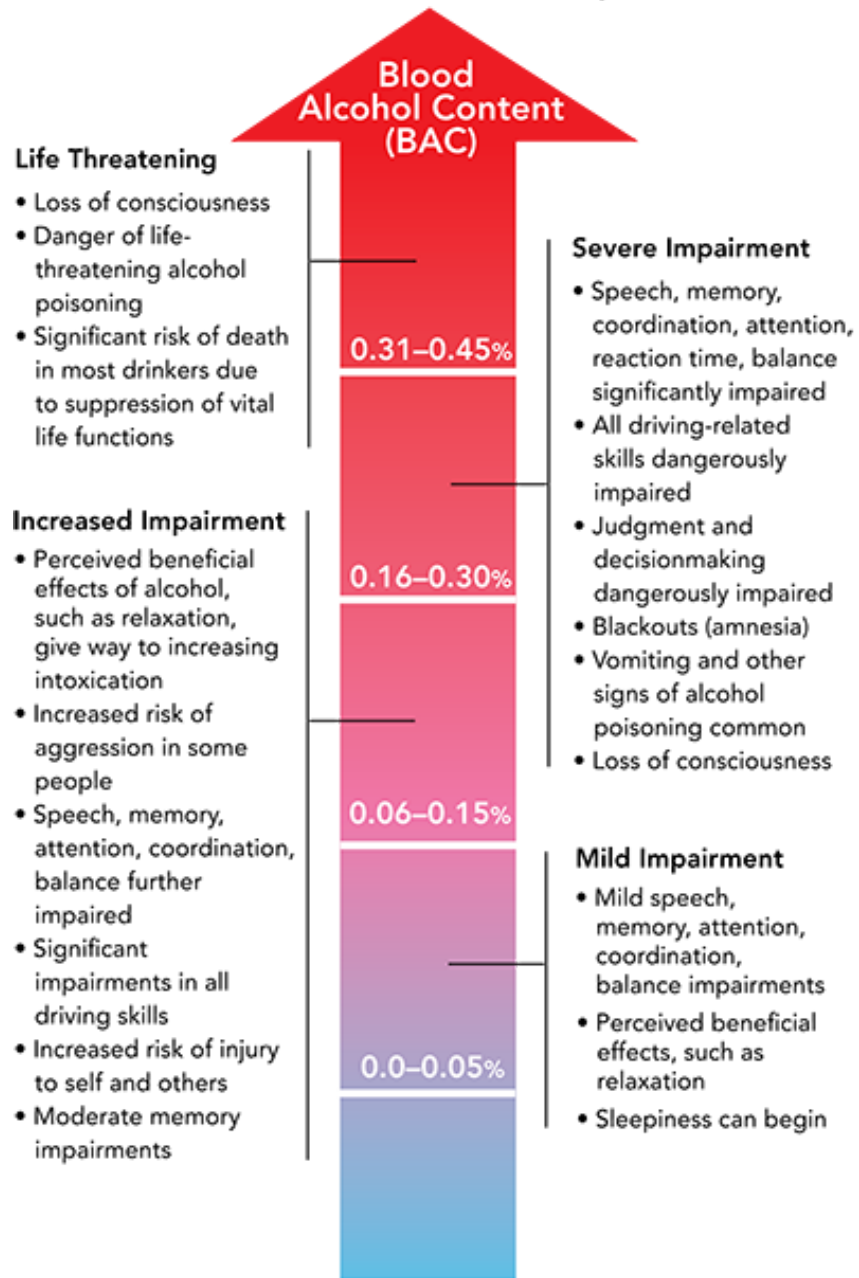 Blood
Alcohol Content
(BAC)
Life Threatening
• Loss of consciousness
• Danger of life-
threatening alcohol
poisoning
• Significant risk of death
in most drinkers due
to suppression of vital
life functions
0.31–0.45%
Severe Impairment
• Speech, memory,
coordination, attention,
reaction time, balance
significantly impaired
• All driving-related
skills dangerously
impaired
• Judgment and
decisionmaking
dangerously impaired
• Blackouts (amnesia)
• Vomiting and other
signs of alcohol
poisoning common
• Loss of consciousness
0.16–0.30%
Increased Impairment
• Perceived beneficial
effects of alcohol,
such as relaxation,
give way to increasing
intoxication
• Increased risk of
aggression in some
people
• Speech, memory,
attention, coordination,
balance further
impaired
• Significant
impairments in all
driving skills
• Increased risk of injury
to self and others
• Moderate memory
impairments
0.06–0.15%
Mild Impairment
• Mild speech,
memory, attention,
coordination,
balance impairments
• Perceived beneficial
effects, such as
relaxation
• Sleepiness can begin
0.0–0.05%